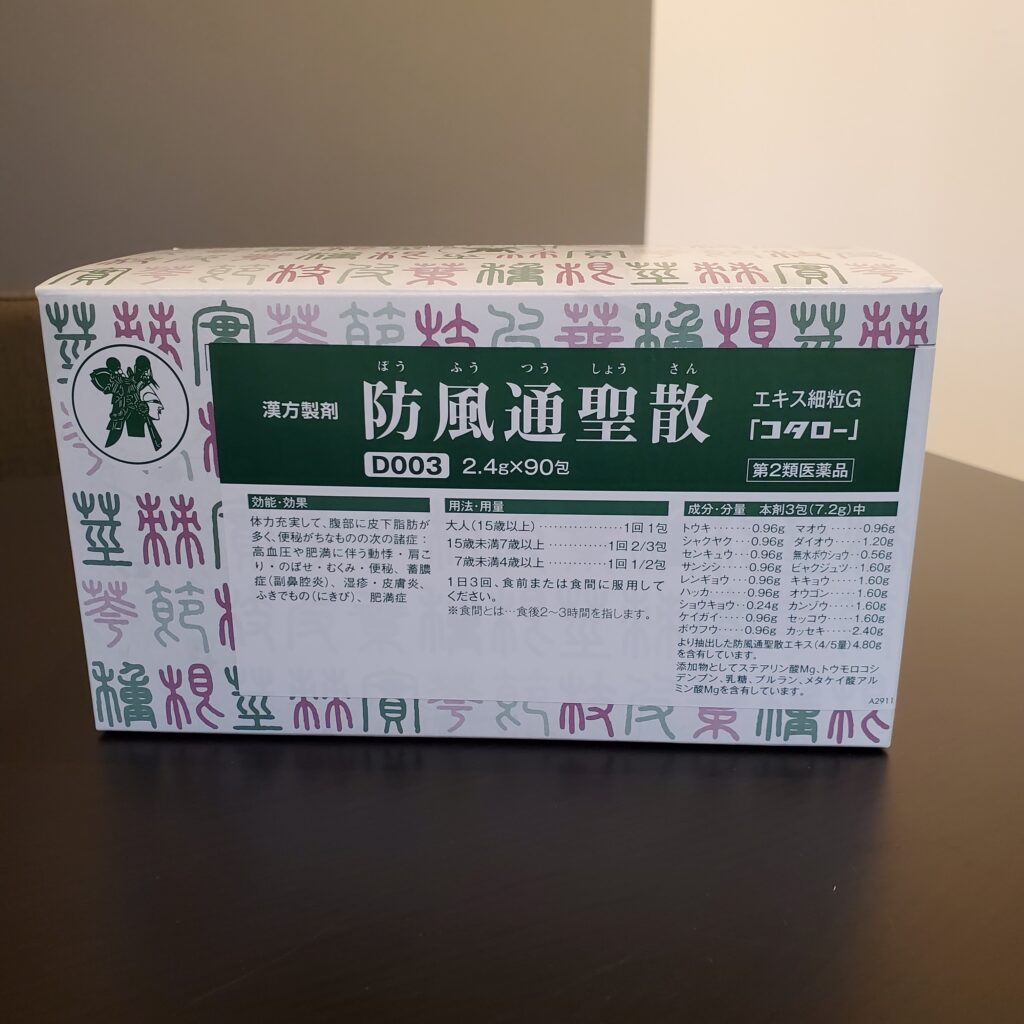 ぼう ふう つう しょう さん
漢方製剤 防風通聖散 エキス細粒G
「コタロー」
D003 2.4g×90包 第2類医薬品
効能・効果
体力充実して、腹部に皮下脂肪が
多く、便秘がちなものの次の諸症：
高血圧や肥満に伴う動悸・肩こ
り・のぼせ・むくみ・便秘、蓄膿
症(副鼻腔炎)、湿疹・皮膚炎、
ふきでもの(にきび)、肥満症
用法・用量
大人(15歳以上)‥‥‥‥‥‥1回 1包
15歳未満7歳以上‥‥‥‥‥1回 2/3包
7歳未満4歳以上‥‥‥‥‥1回 1/2包
1日3回、食前または食間に服用して
ください。
※食間とは…食後2〜3時間を指します。
成分・分量 本剤3包(7.2g)中
トウキ‥‥‥0.96g マオウ‥‥‥0.96g
シャクヤク‥‥0.96g ダイオウ‥‥1.20g
センキュウ‥‥0.96g 無水ボウショウ‥0.56g
サンシシ‥‥0.96g ビャクジュツ‥1.60g
レンギョウ‥‥0.96g キキョウ‥‥1.60g
ハッカ‥‥‥0.96g オウゴン‥‥1.60g
ショウキョウ‥0.24g カンゾウ‥‥1.60g
ケイガイ‥‥0.96g セッコウ‥‥1.60g
ボウフウ‥‥0.96g カッセキ‥‥2.40g
より抽出した防風通聖散エキス(4/5量)4.80g
を含有しています。
添加物としてステアリン酸Mg、トウモロコシ
デンプン、乳糖、プルラン、メタケイ酸アル
ミン酸Mgを含有しています。
A2911